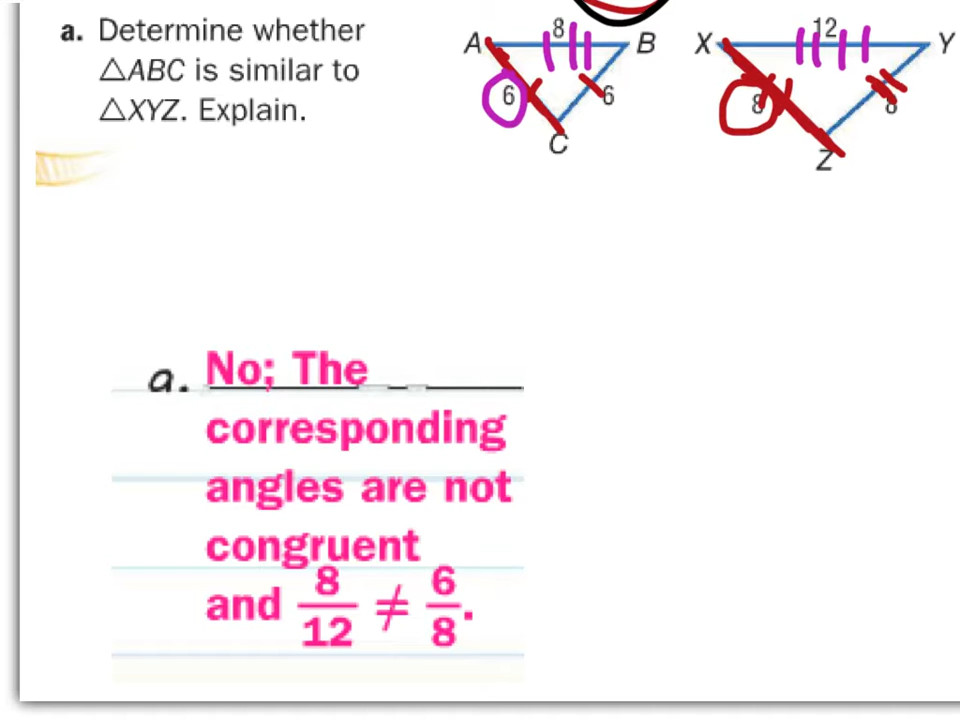 a. Determine whether
△ABC is similar to
△XYZ. Explain.
A 8 B
6 6
C
X 12 Y
8 8
Z
a. No; The
corresponding
angles are not
congruent
and 8/12 ≠ 6/8.